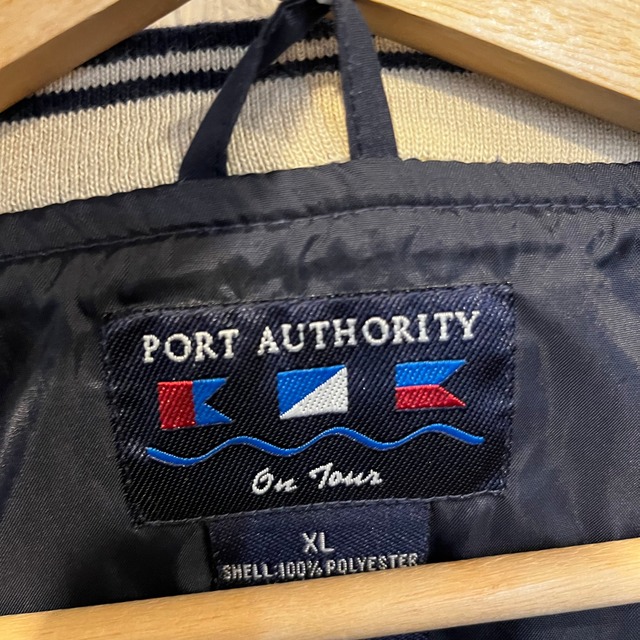 PORT AUTHORITY
On Tour
XL
SHELL:100% POLYESTER